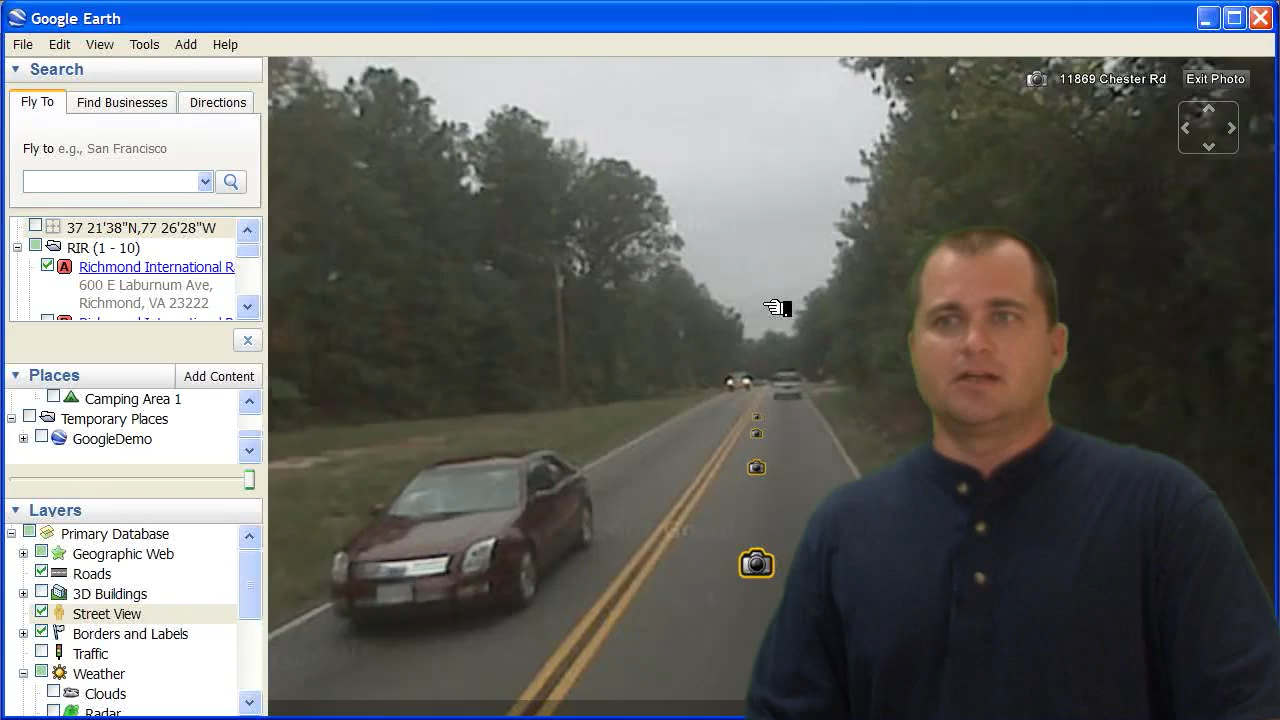 Google Earth
File Edit View Tools Add Help
Search
Fly To Find Businesses Directions
Fly to e.g., San Francisco
37 21'38"N,77 26'28"W
RIR (1 - 10)
A Richmond International R
600 E Laburnum Ave,
Richmond, VA 23222
Places Add Content
Camping Area 1
Temporary Places
GoogleDemo
Layers
Primary Database
Geographic Web
Roads
3D Buildings
Street View
Borders and Labels
Traffic
Weather
Clouds
Radar
11869 Chester Rd Exit Photo